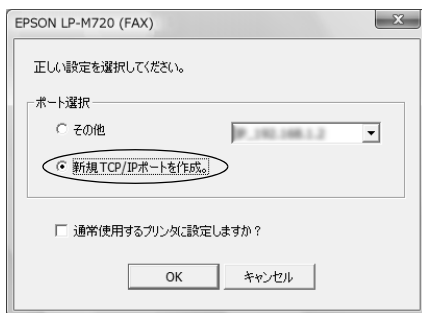 EPSON LP-M720 (FAX)
正しい設定を選択してください。
ポート選択
その他
新規TCP/IPポートを作成。
通常使用するプリンタに設定しますか？
OK キャンセル